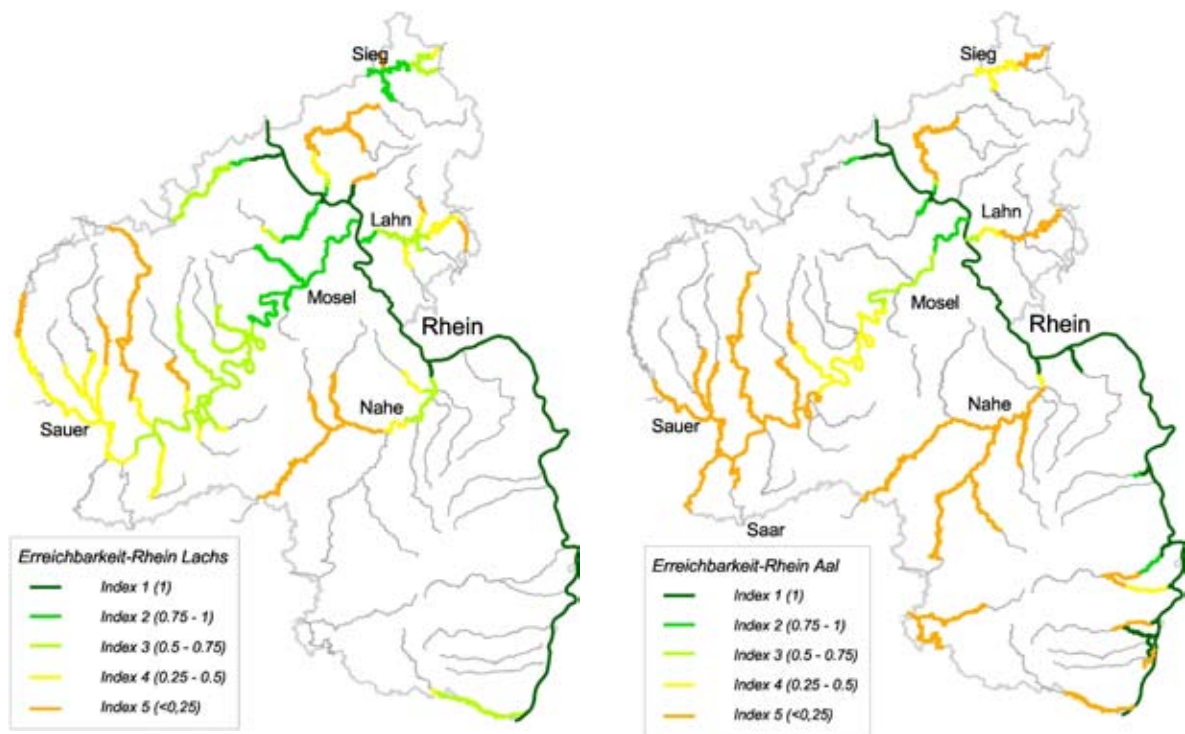 Sieg
Lahn
Mosel
Rhein
Nahe
Sauer
Erreichbarkeit-Rhein Lachs
Index 1 (1)
Index 2 (0.75 - 1)
Index 3 (0.5 - 0.75)
Index 4 (0.25 - 0.5)
Index 5 (<0,25)
Sieg
Lahn
Mosel
Rhein
Nahe
Sauer
Saar
Erreichbarkeit-Rhein Aal
Index 1 (1)
Index 2 (0.75 - 1)
Index 3 (0.5 - 0.75)
Index 4 (0.25 - 0.5)
Index 5 (<0,25)